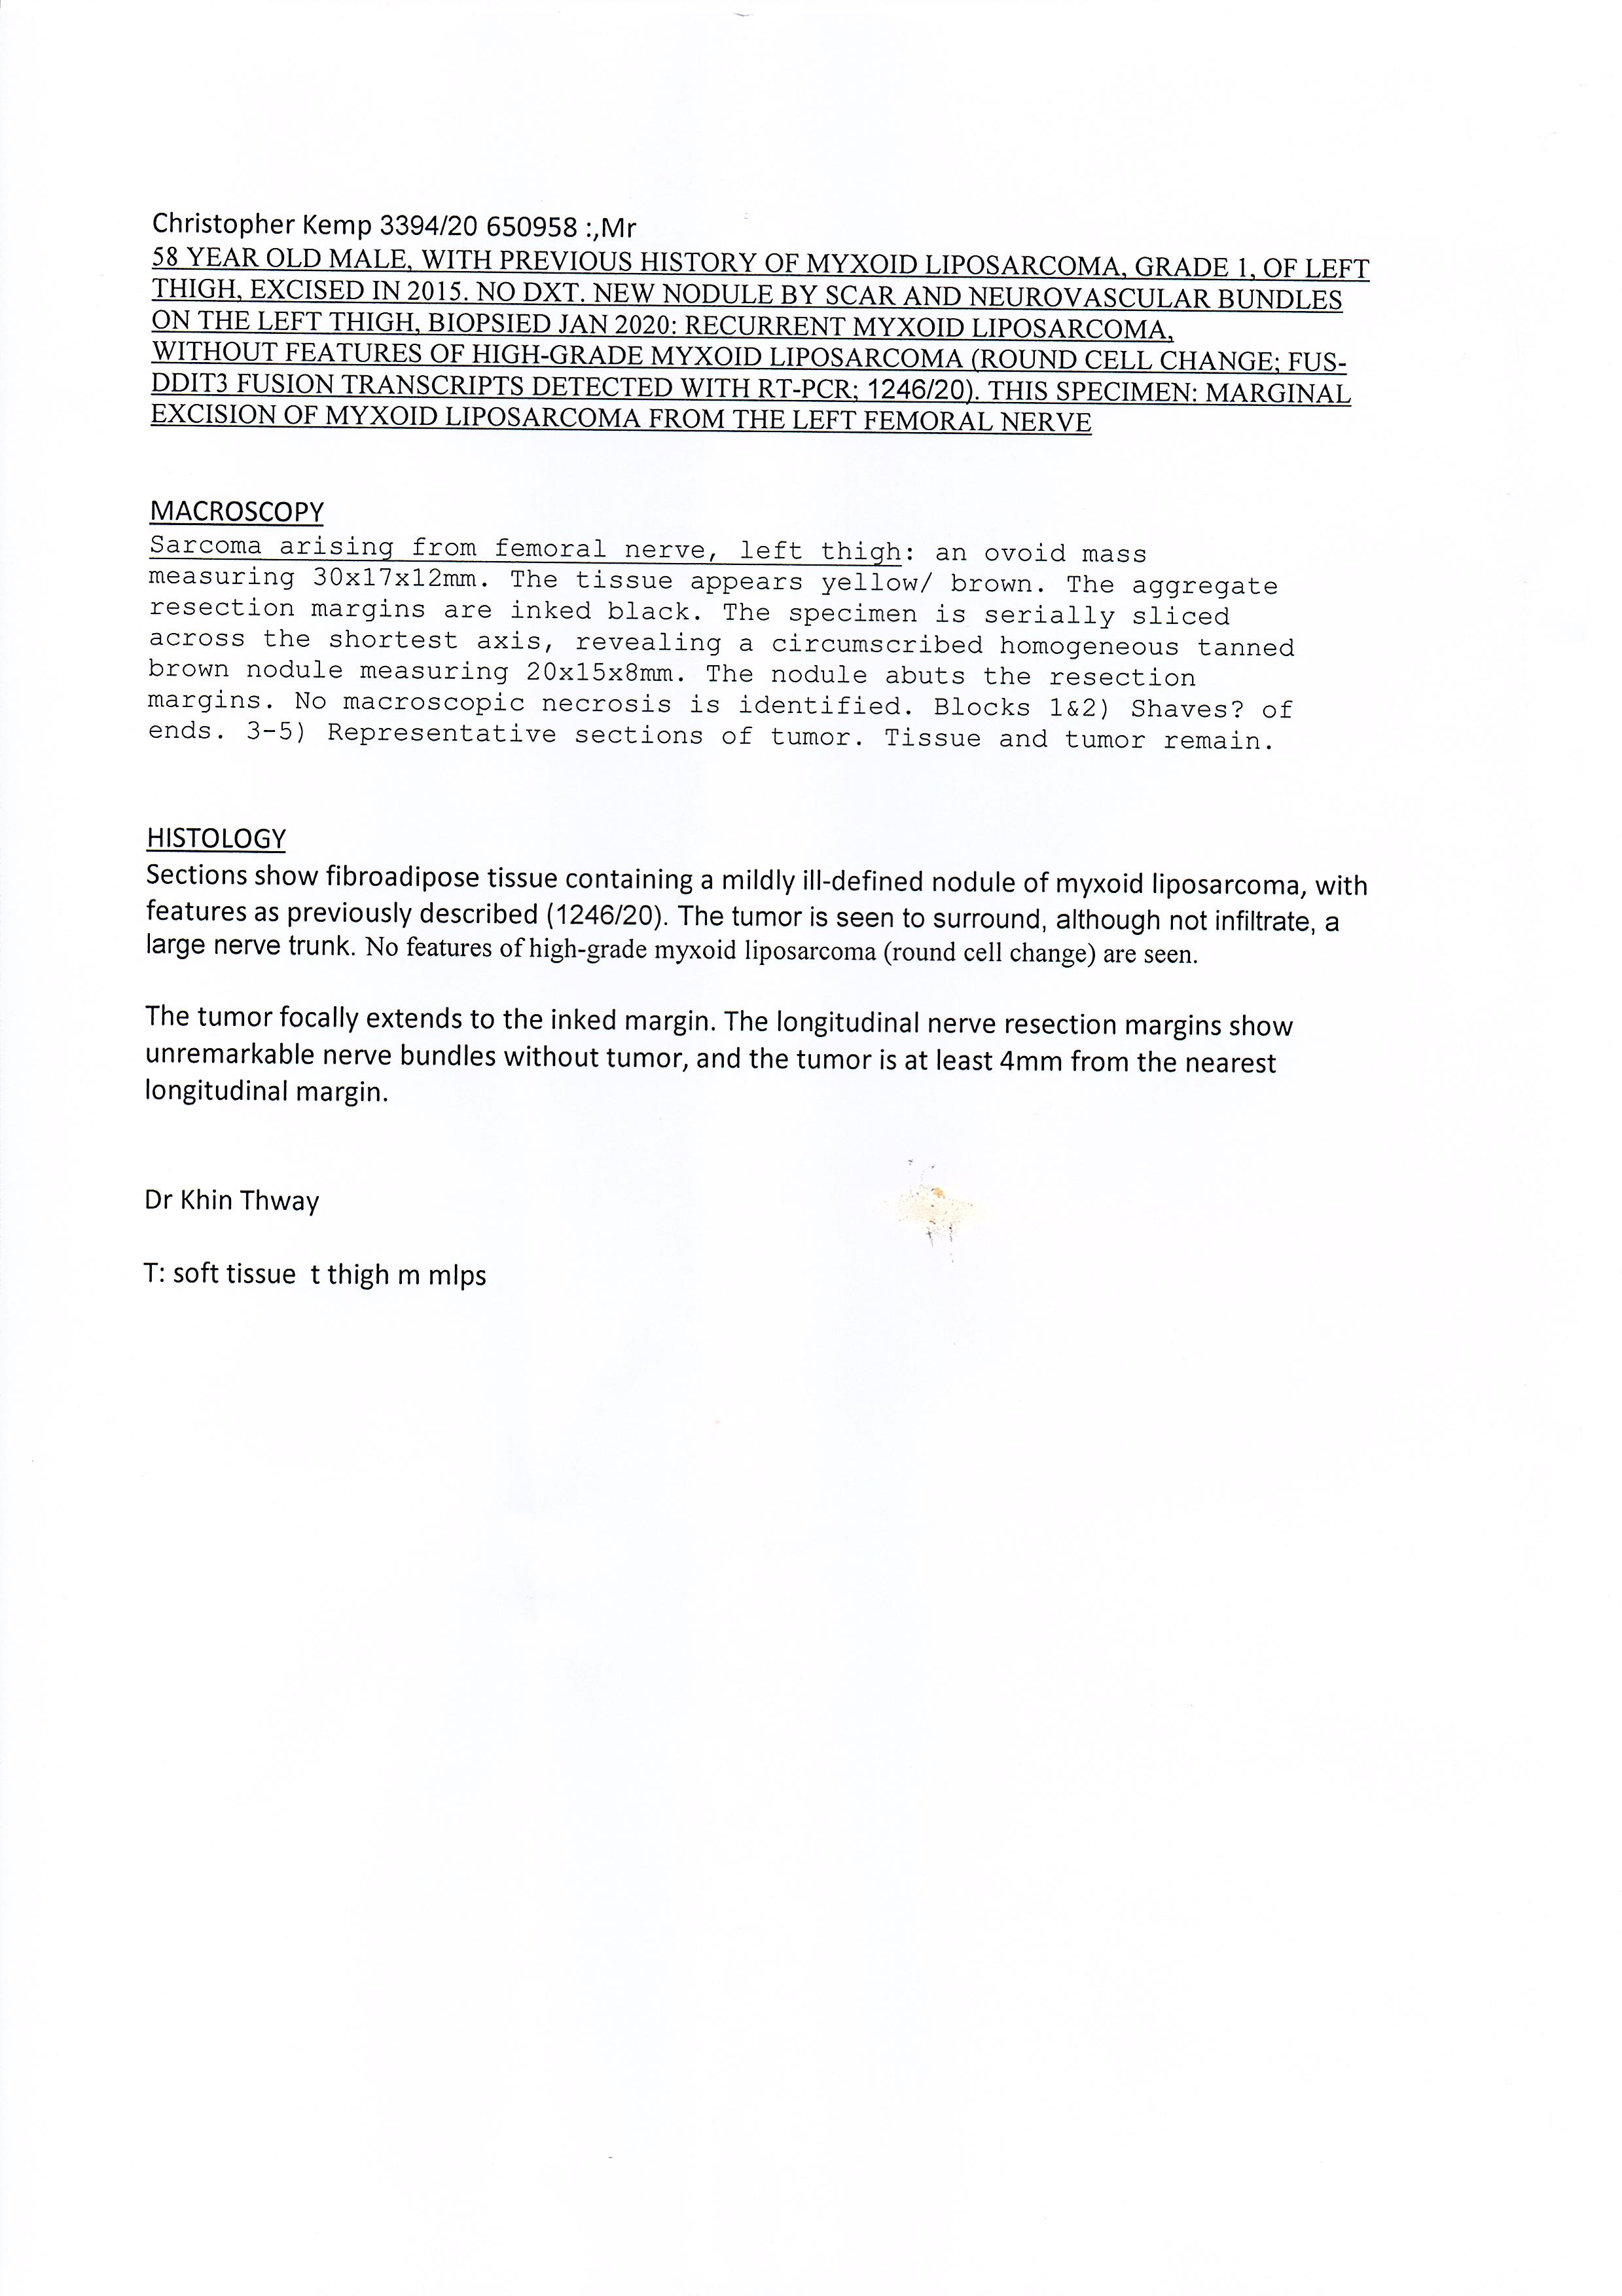 Christopher Kemp 3394/20 650958 :,Mr
58 YEAR OLD MALE, WITH PREVIOUS HISTORY OF MYXOID LIPOSARCOMA, GRADE 1, OF LEFT
THIGH, EXCISED IN 2015. NO DXT. NEW NODULE BY SCAR AND NEUROVASCULAR BUNDLES
ON THE LEFT THIGH, BIOPSIED JAN 2020: RECURRENT MYXOID LIPOSARCOMA,
WITHOUT FEATURES OF HIGH-GRADE MYXOID LIPOSARCOMA (ROUND CELL CHANGE; FUS-
DDIT3 FUSION TRANSCRIPTS DETECTED WITH RT-PCR; 1246/20). THIS SPECIMEN: MARGINAL
EXCISION OF MYXOID LIPOSARCOMA FROM THE LEFT FEMORAL NERVE
MACROSCOPY
Sarcoma arising from femoral nerve, left thigh: an ovoid mass
measuring 30x17x12mm. The tissue appears yellow/ brown. The aggregate
resection margins are inked black. The specimen is serially sliced
across the shortest axis, revealing a circumscribed homogeneous tanned
brown nodule measuring 20x15x8mm. The nodule abuts the resection
margins. No macroscopic necrosis is identified. Blocks 1&2) Shaves? of
ends. 3-5) Representative sections of tumor. Tissue and tumor remain.
HISTOLOGY
Sections show fibroadipose tissue containing a mildly ill-defined nodule of myxoid liposarcoma, with
features as previously described (1246/20). The tumor is seen to surround, although not infiltrate, a
large nerve trunk. No features of high-grade myxoid liposarcoma (round cell change) are seen.
The tumor focally extends to the inked margin. The longitudinal nerve resection margins show
unremarkable nerve bundles without tumor, and the tumor is at least 4mm from the nearest
longitudinal margin.
Dr Khin Thway
T: soft tissue  t thigh m mlps